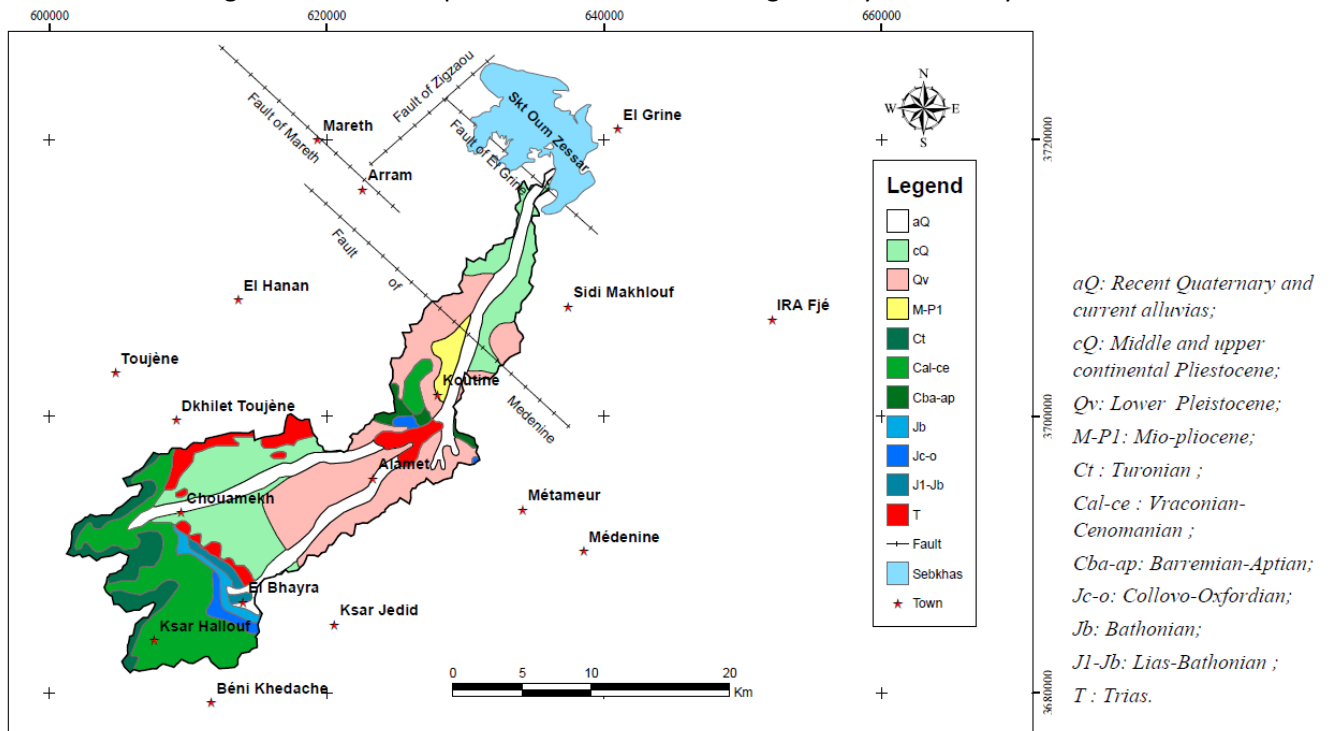 600000
620000
640000
660000
Fault of Zigzaou
Fault of Mareth
Mareth
Skt Oum Zessar
El Grine
Fault of El Grine
Arram
3720000
N
W
E
S
Fault
of
Medenine
El Hanan
Sidi Makhlouf
IRA Fjé
Toujène
Koutine
Dkhilet Toujène
3700000
Alamet
Chouamekh
Métameur
Médenine
El Bhayra
Ksar Jedid
Ksar Hallouf
Béni Khedache
3680000
0 5 10 20
Km
Legend
aQ
cQ
Qv
M-P1
Ct
Cal-ce
Cba-ap
Jb
Jc-o
J1-Jb
T
Fault
Sebkhas
Town
aQ: Recent Quaternary and
current alluvias;
cQ: Middle and upper
continental Pliestocene;
Qv: Lower Pleistocene;
M-P1: Mio-pliocene;
Ct : Turonian ;
Cal-ce : Vraconian-
Cenomanian ;
Cba-ap: Barremian-Aptian;
Jc-o: Collovo-Oxfordian;
Jb: Bathonian;
J1-Jb: Lias-Bathonian ;
T : Trias.